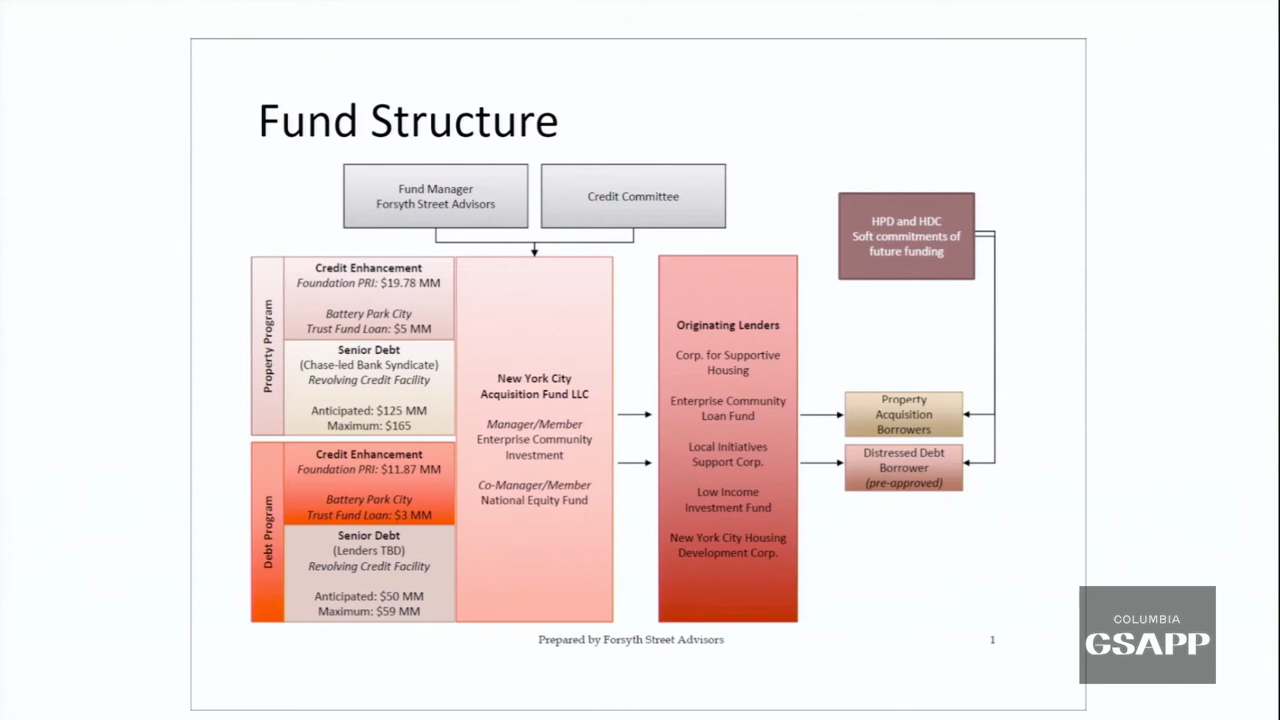 Fund Structure
Fund Manager
Forsyth Street Advisors
Credit Committee
HPD and HDC
Soft commitments of
future funding
Property Program
Credit Enhancement
Foundation PRI: $19.78 MM
Battery Park City
Trust Fund Loan: $5 MM
Senior Debt
(Chase-led Bank Syndicate)
Revolving Credit Facility
Anticipated: $125 MM
Maximum: $165
Debt Program
Credit Enhancement
Foundation PRI: $11.87 MM
Battery Park City
Trust Fund Loan: $3 MM
Senior Debt
(Lenders TBD)
Revolving Credit Facility
Anticipated: $50 MM
Maximum: $59 MM
New York City
Acquisition Fund LLC
Manager/Member
Enterprise Community
Investment
Co-Manager/Member
National Equity Fund
Originating Lenders
Corp. for Supportive
Housing
Enterprise Community
Loan Fund
Local Initiatives
Support Corp.
Low Income
Investment Fund
New York City Housing
Development Corp.
Property
Acquisition
Borrowers
Distressed Debt
Borrower
(pre-approved)
Prepared by Forsyth Street Advisors
1
COLUMBIA
GSAPP